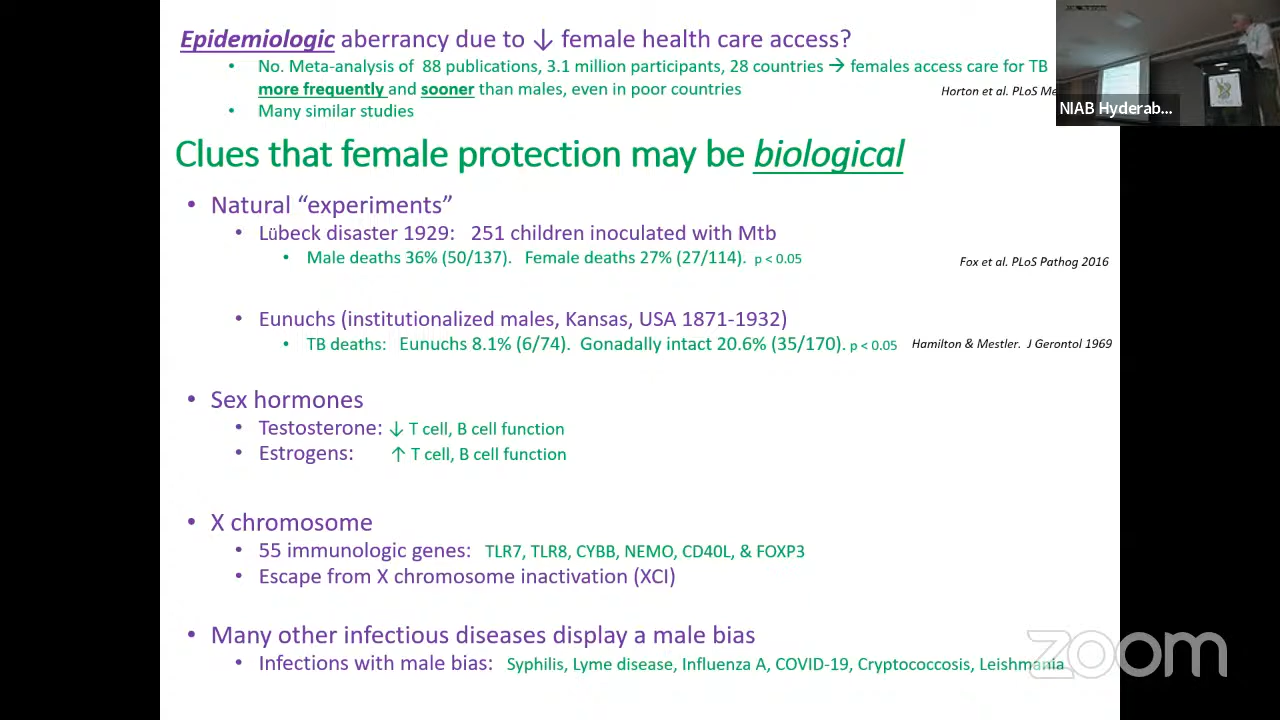 Epidemiologic aberrancy due to ↓ female health care access?
• No. Meta-analysis of 88 publications, 3.1 million participants, 28 countries → females access care for TB
more frequently and sooner than males, even in poor countries
Horton et al. PLoS Me
• Many similar studies
NIAB Hyderab...
Clues that female protection may be biological
• Natural “experiments”
• Lübeck disaster 1929: 251 children inoculated with Mtb
• Male deaths 36% (50/137). Female deaths 27% (27/114). p < 0.05
Fox et al. PLoS Pathog 2016
• Eunuchs (institutionalized males, Kansas, USA 1871-1932)
• TB deaths: Eunuchs 8.1% (6/74). Gonadally intact 20.6% (35/170). p < 0.05
Hamilton & Mestler. J Gerontol 1969
• Sex hormones
• Testosterone: ↓ T cell, B cell function
• Estrogens: ↑ T cell, B cell function
• X chromosome
• 55 immunologic genes: TLR7, TLR8, CYBB, NEMO, CD40L, & FOXP3
• Escape from X chromosome inactivation (XCI)
• Many other infectious diseases display a male bias
• Infections with male bias: Syphilis, Lyme disease, Influenza A, COVID-19, Cryptococcosis, Leishmania
zoom